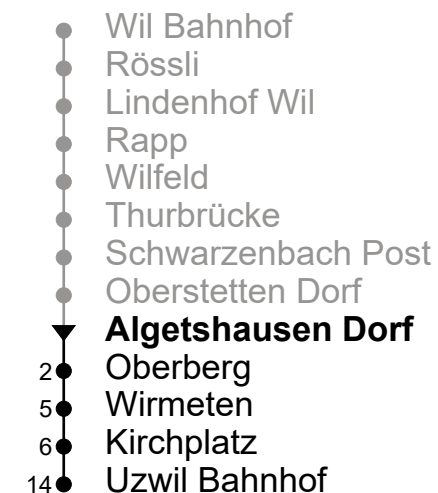 Wil Bahnhof
Rössli
Lindenhof Wil
Rapp
Wilfeld
Thurbrücke
Schwarzenbach Post
Oberstetten Dorf
Algetshausen Dorf
2 Oberberg
5 Wirmeten
6 Kirchplatz
14 Uzwil Bahnhof